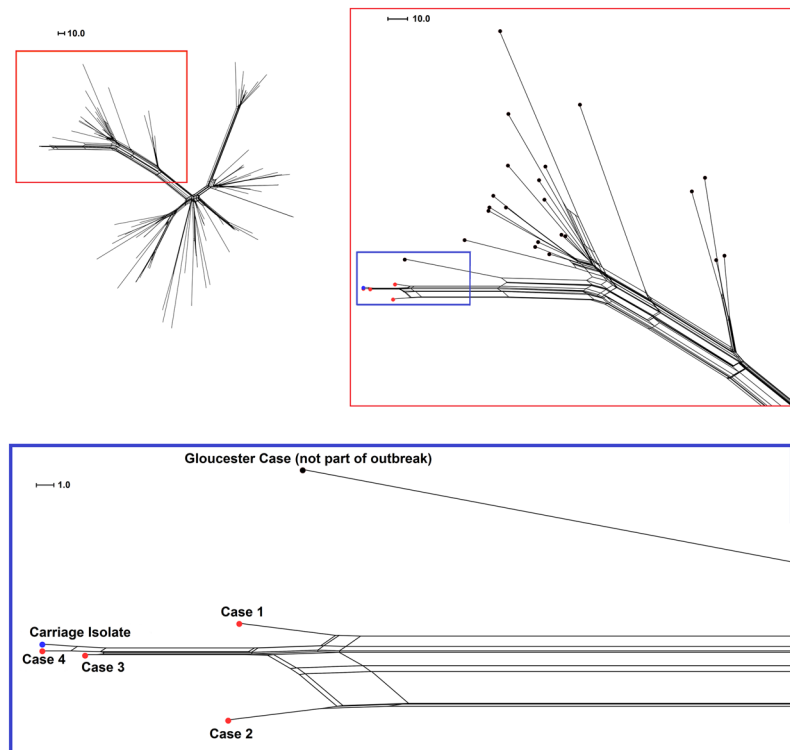 10.0
10.0
Gloucester Case (not part of outbreak)
1.0
Case 1
Carriage Isolate
Case 4
Case 3
Case 2